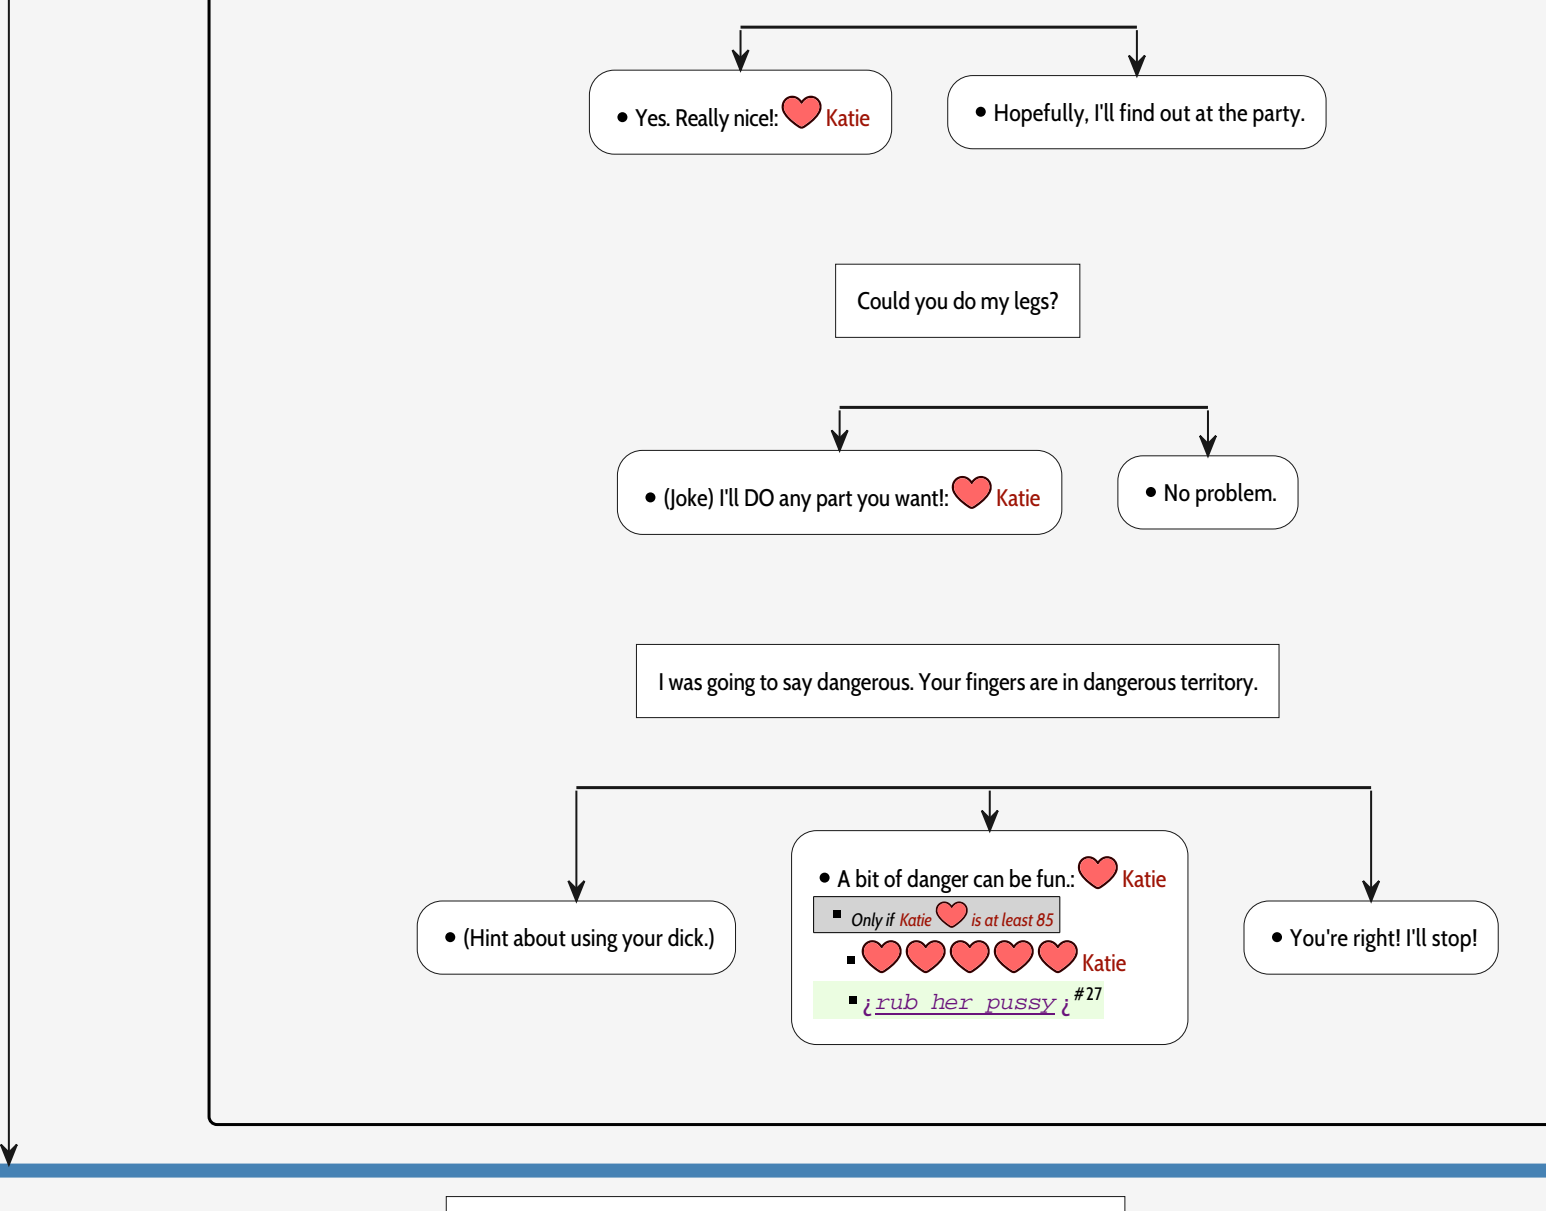 • Yes. Really nice!: Katie
• Hopefully, I'll find out at the party.
Could you do my legs?
• (Joke) I'll DO any part you want!: Katie
• No problem.
I was going to say dangerous. Your fingers are in dangerous territory.
• (Hint about using your dick.)
• A bit of danger can be fun.: Katie
▪ Only if Katie is at least 85
▪ Katie
▪ ¿rub her pussy¿#27
• You're right! I'll stop!